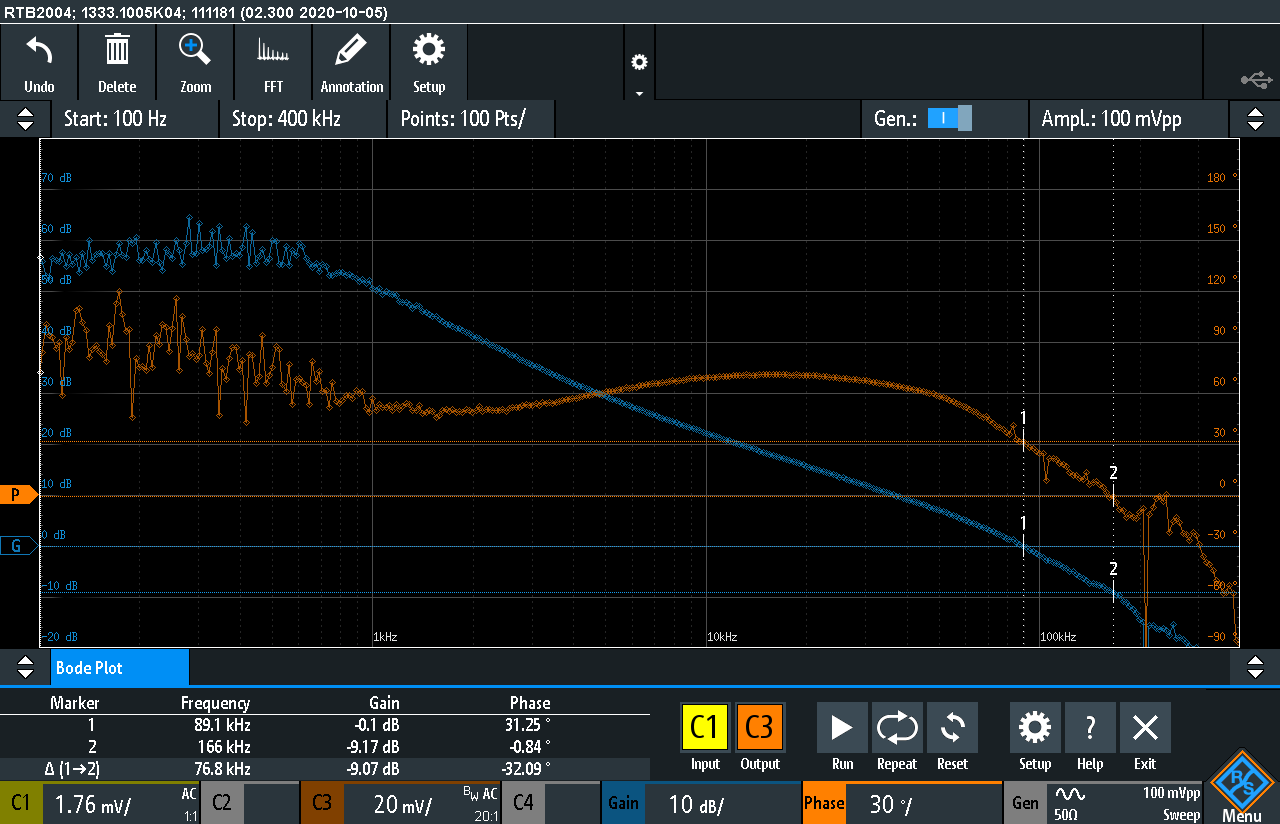 RTB2004; 1333.1005K04; 111181 (02.300 2020-10-05)
Undo Delete Zoom FFT Annotation Setup
Start: 100 Hz Stop: 400 kHz Points: 100 Pts/ Gen.: I Ampl.: 100 mVpp
70 dB 180 °
60 dB 150 °
50 dB 120 °
40 dB 90 °
30 dB 60 °
20 dB 30 °
1
2
P 10 dB 0 °
1
G 0 dB -30 °
2
-10 dB -60 °
-20 dB 1kHz 10kHz 100kHz -90 °
Bode Plot
Marker Frequency Gain Phase
1 89.1 kHz -0.1 dB 31.25 °
2 166 kHz -9.17 dB -0.84 °
Δ (1→2) 76.8 kHz -9.07 dB -32.09 °
C1 C3 ?
Input Output Run Repeat Reset Setup Help Exit
C1 1.76 mV/ AC 1:1 C2 C3 20 mV/ BW AC 20:1 C4 Gain 10 dB/ Phase 30 °/ Gen 50Ω 100 mVpp Sweep
R S
Menu